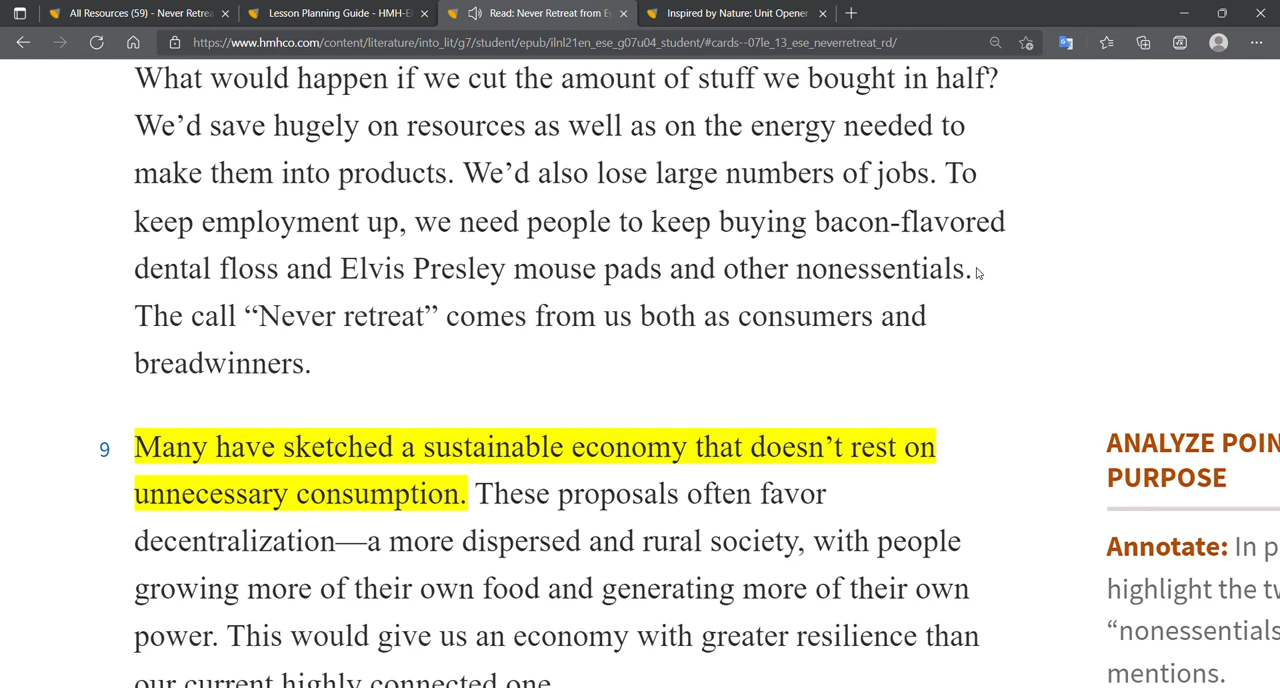 All Resources (59) - Never Retrea
Lesson Planning Guide - HMH-E
Read: Never Retreat from E
Inspired by Nature: Unit Opener
https://www.hmhco.com/content/literature/into_lit/g7/student/epub/ilnl21en_ese_g07u04_student/#cards--07le_13_ese_neverretreat_rd/
What would happen if we cut the amount of stuff we bought in half?
We’d save hugely on resources as well as on the energy needed to
make them into products. We’d also lose large numbers of jobs. To
keep employment up, we need people to keep buying bacon-flavored
dental floss and Elvis Presley mouse pads and other nonessentials.
The call “Never retreat” comes from us both as consumers and
breadwinners.
9 Many have sketched a sustainable economy that doesn’t rest on
unnecessary consumption. These proposals often favor
decentralization—a more dispersed and rural society, with people
growing more of their own food and generating more of their own
power. This would give us an economy with greater resilience than
our current highly connected one.
ANALYZE POIN
PURPOSE
Annotate: In p
highlight the tw
“nonessentials
mentions.